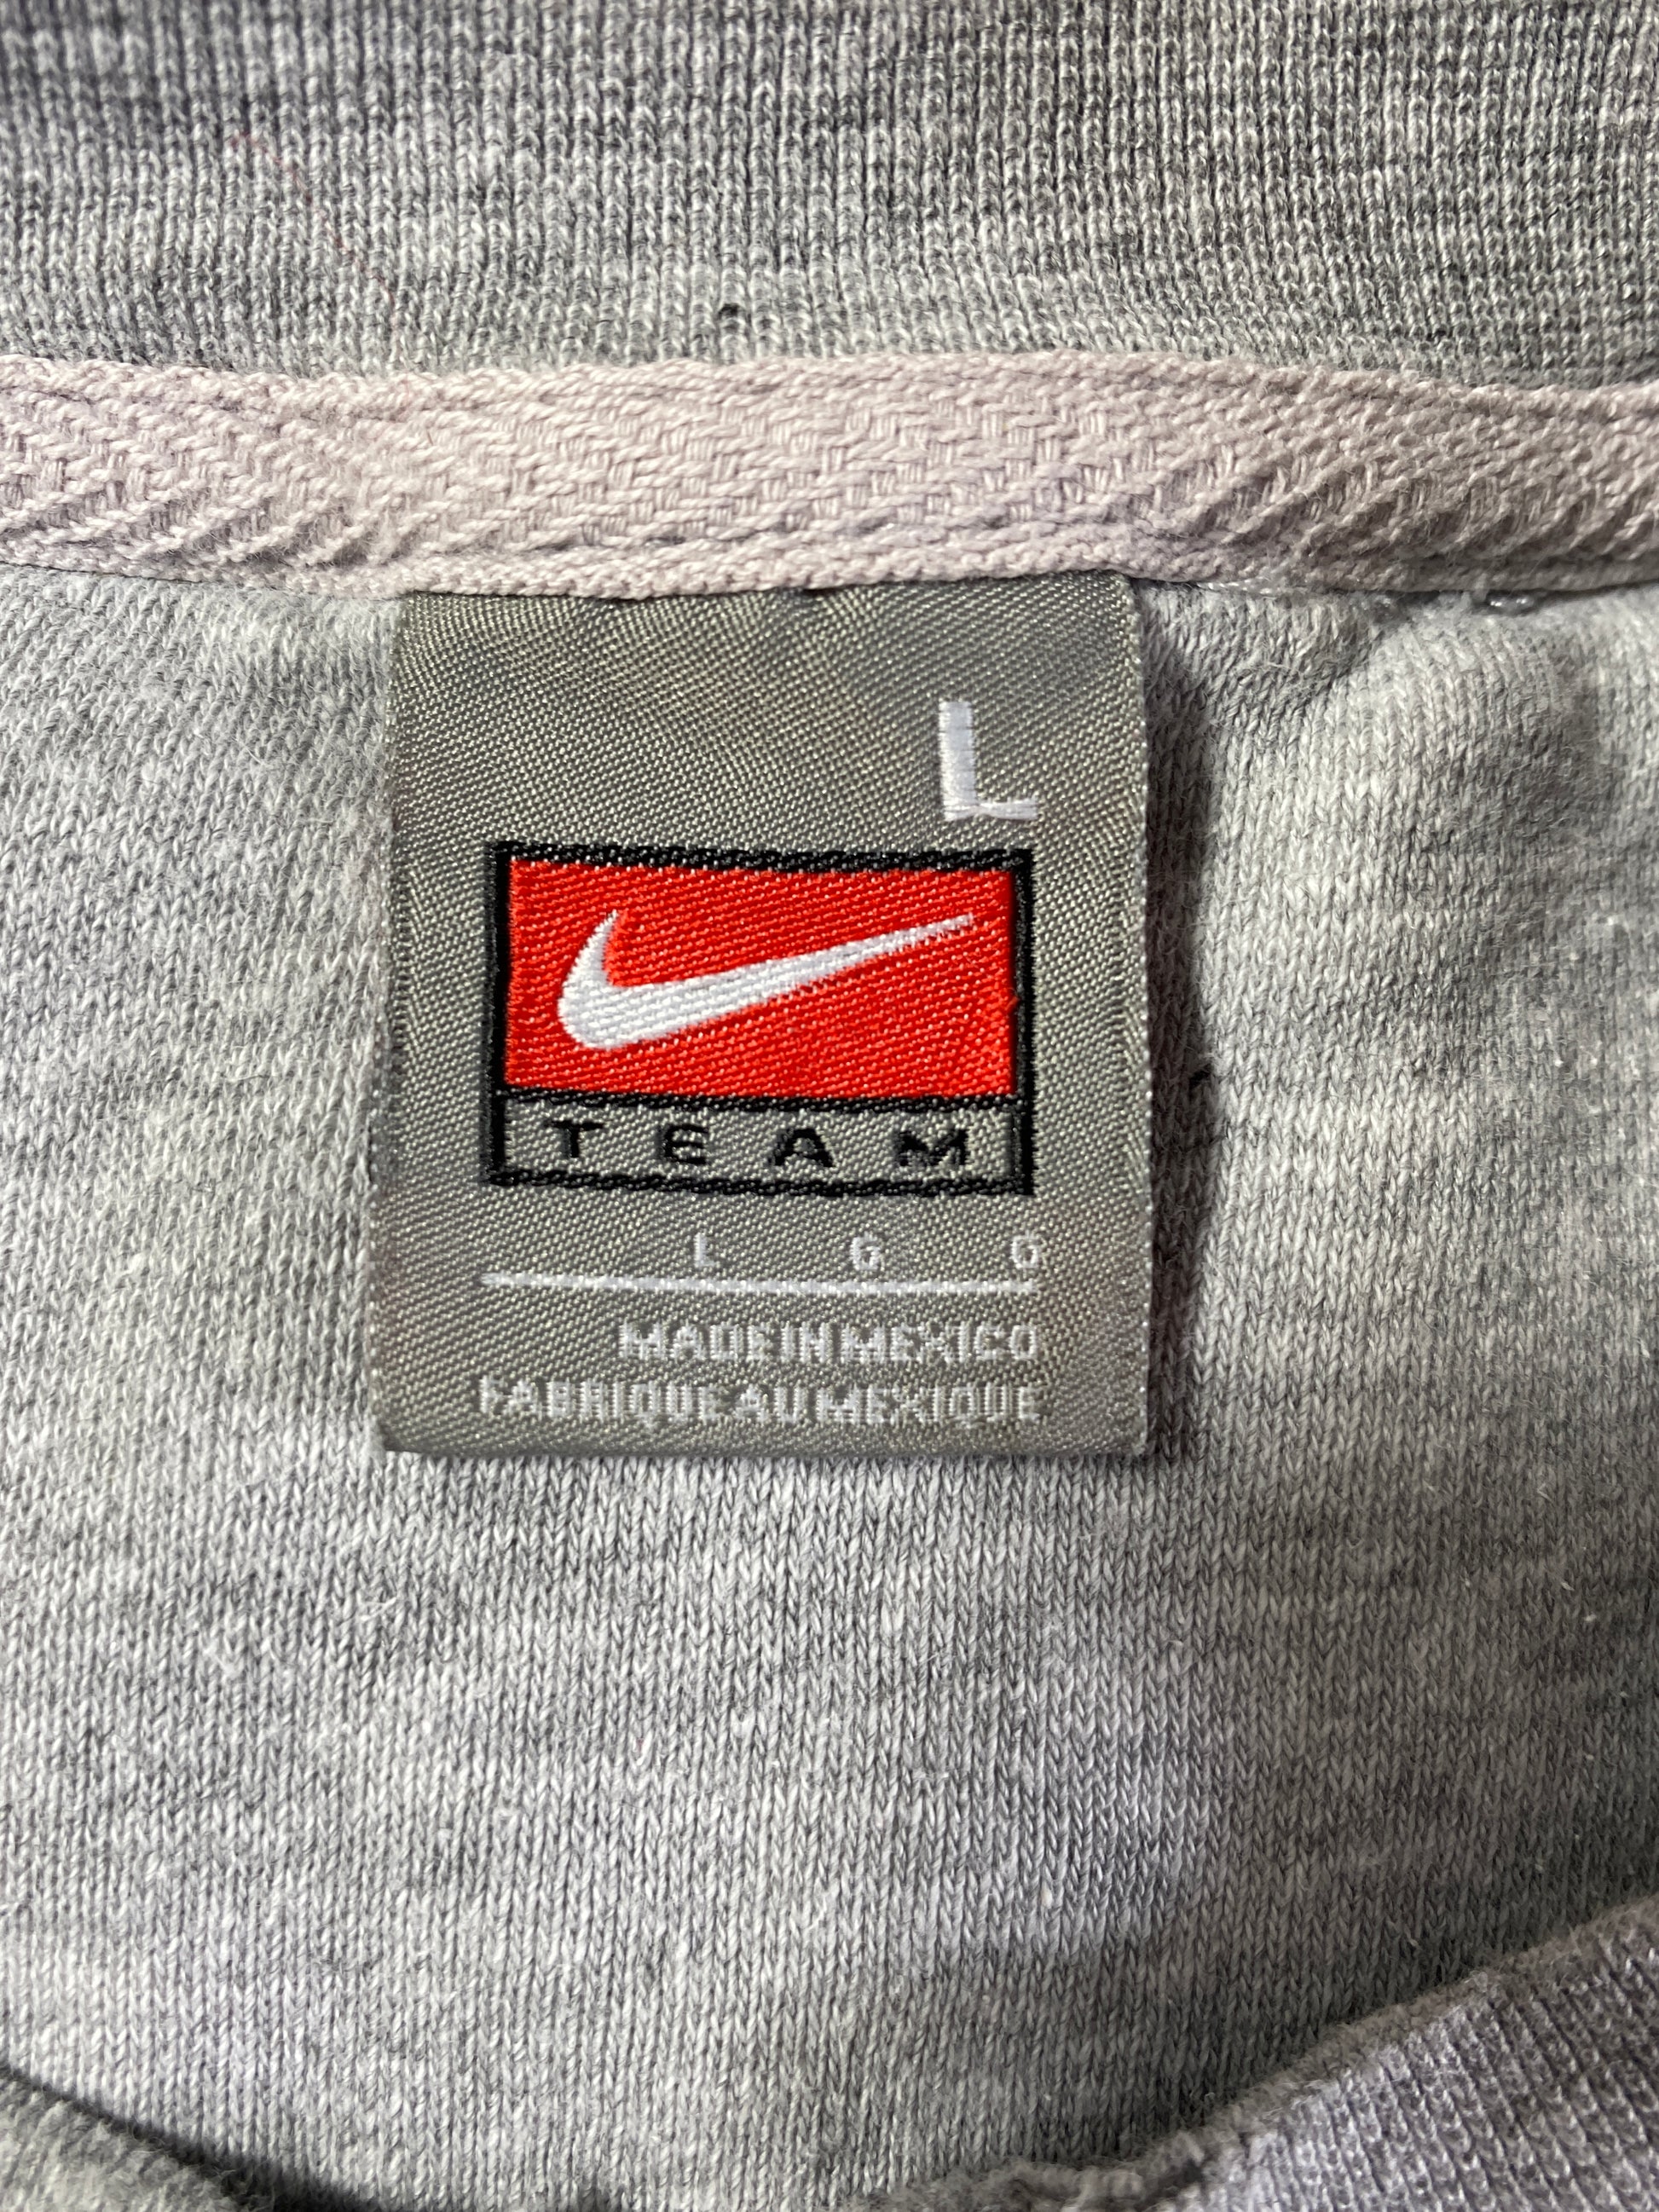 L
TEAM
L G G
MADE IN MEXICO
FABRIQUE AU MEXIQUE